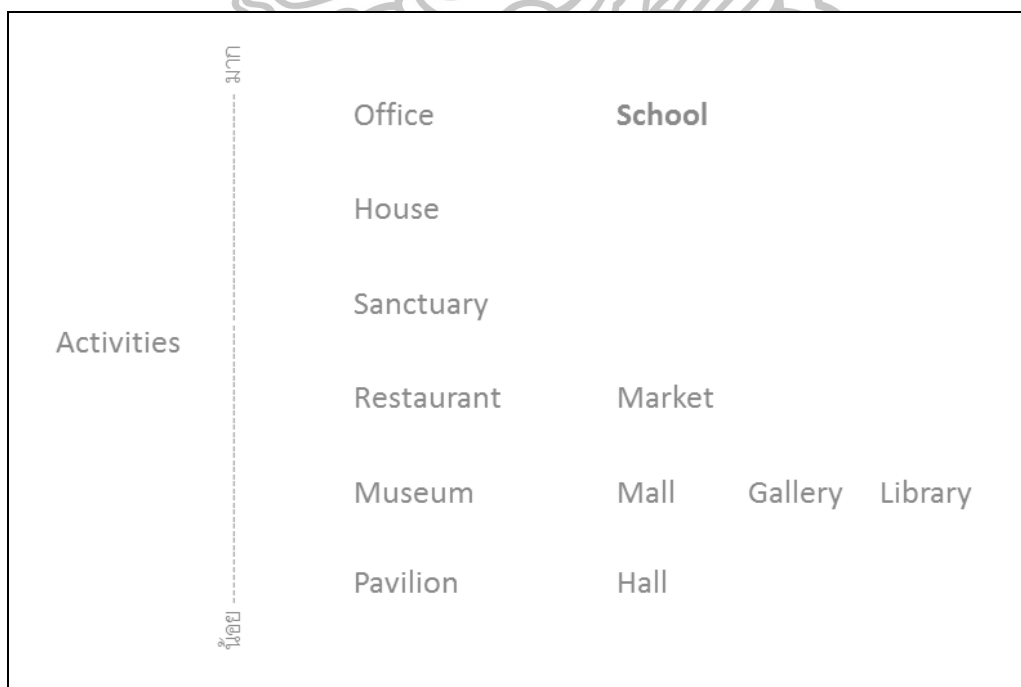 มาก
Office School
House
Sanctuary
Activities
Restaurant Market
Museum Mall Gallery Library
Pavilion Hall
น้อย